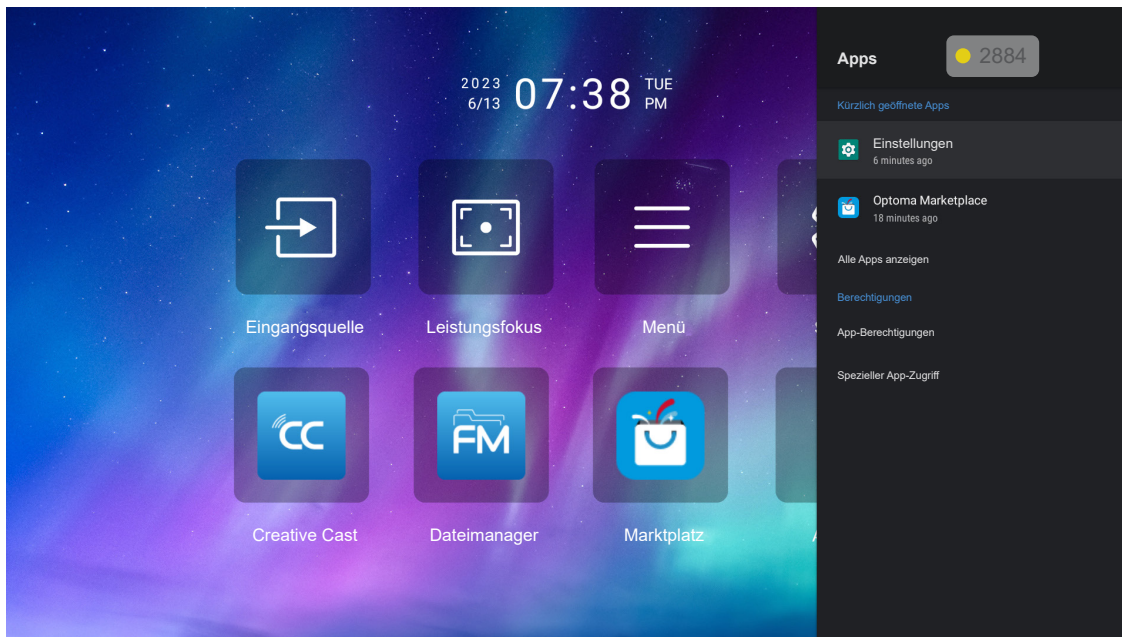 2023
6/13
07:38
TUE
PM
Eingangsquelle
Leistungsfokus
Menü
CC
FM
Creative Cast
Dateimanager
Marktplatz
Apps
2884
Kürzlich geöffnete Apps
Einstellungen
6 minutes ago
Optoma Marketplace
18 minutes ago
Alle Apps anzeigen
Berechtigungen
App-Berechtigungen
Spezieller App-Zugriff